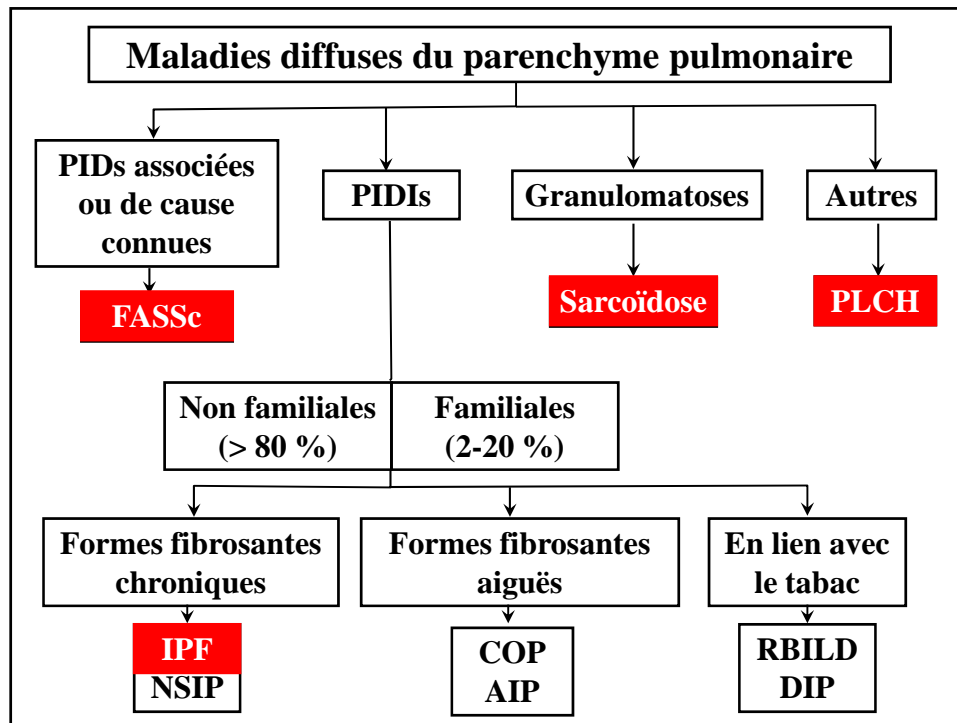 Maladies diffuses du parenchyme pulmonaire
PIDs associées
ou de cause
connues
PIDIs
Granulomatoses
Autres
FASSc
Sarcoïdose
PLCH
Non familiales
(> 80 %)
Familiales
(2-20 %)
Formes fibrosantes
chroniques
Formes fibrosantes
aiguës
En lien avec
le tabac
IPF
NSIP
COP
AIP
RBILD
DIP